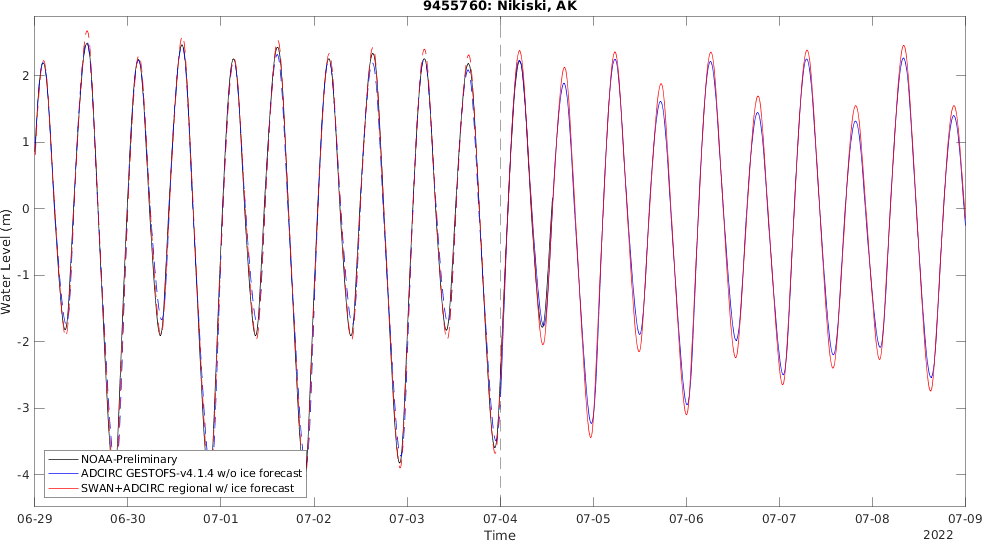 9455760: Nikiski, AK
Water Level (m)
2
1
0
-1
-2
-3
-4
NOAA-Preliminary
ADCIRC GESTOFS-v4.1.4 w/o ice forecast
SWAN+ADCIRC regional w/ ice forecast
06-29 06-30 07-01 07-02 07-03 07-04 07-05 07-06 07-07 07-08 07-09
Time
2022